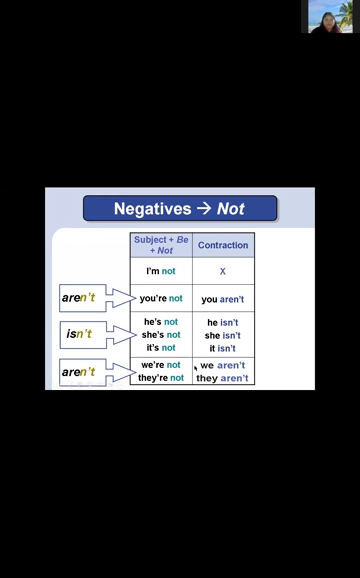 Negatives → Not
Subject + Be + Not
Contraction
I'm not
X
aren't
you're not
you aren't
isn't
he's not
he isn't
she's not
she isn't
it's not
it isn't
aren't
we're not
we aren't
they're not
they aren't